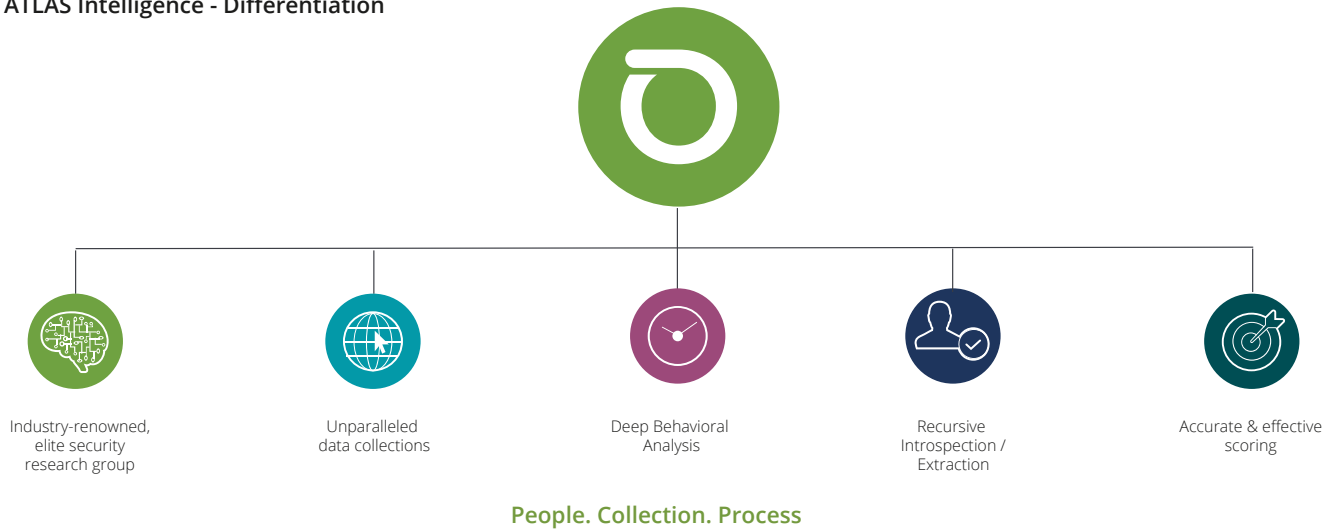 ATLAS Intelligence - Differentiation
Industry-renowned,
elite security
research group
Unparalleled
data collections
Deep Behavioral
Analysis
Recursive
Introspection /
Extraction
Accurate & effective
scoring
People. Collection. Process